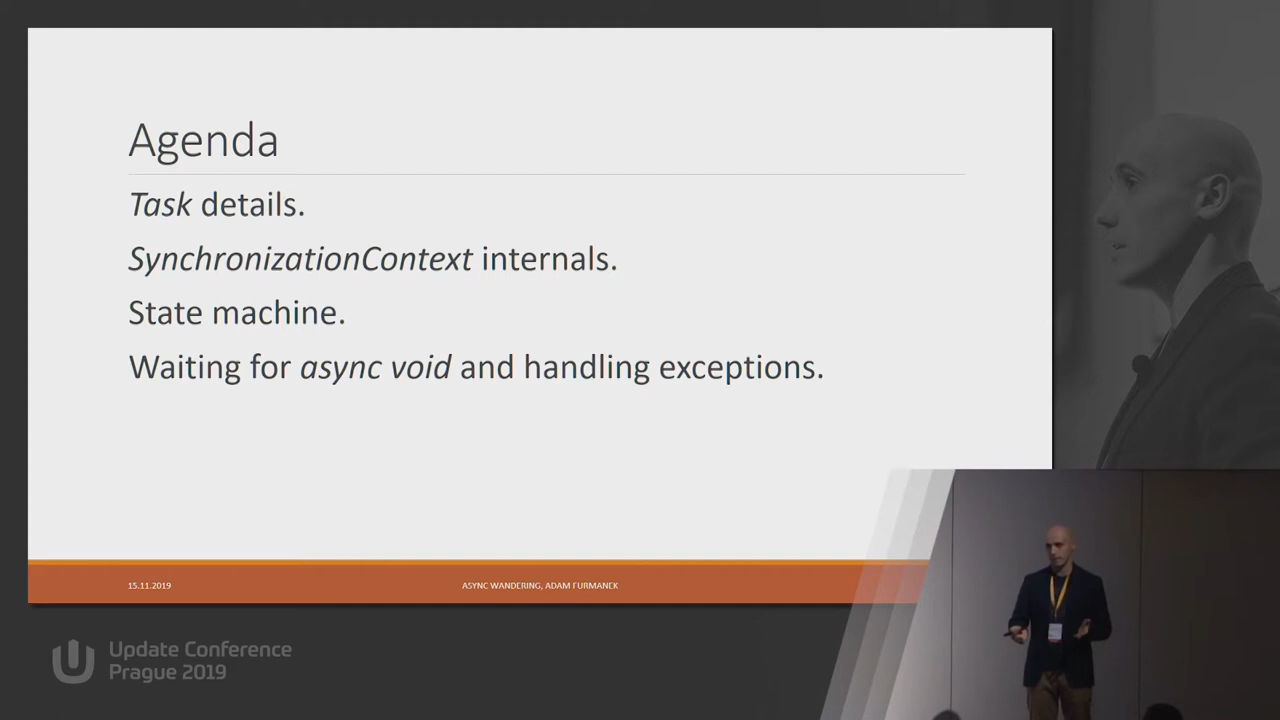 Agenda
Task details.
SynchronizationContext internals.
State machine.
Waiting for async void and handling exceptions.
15.11.2019
ASYNC WANDERING, ADAM FURMANEK
Update Conference
Prague 2019